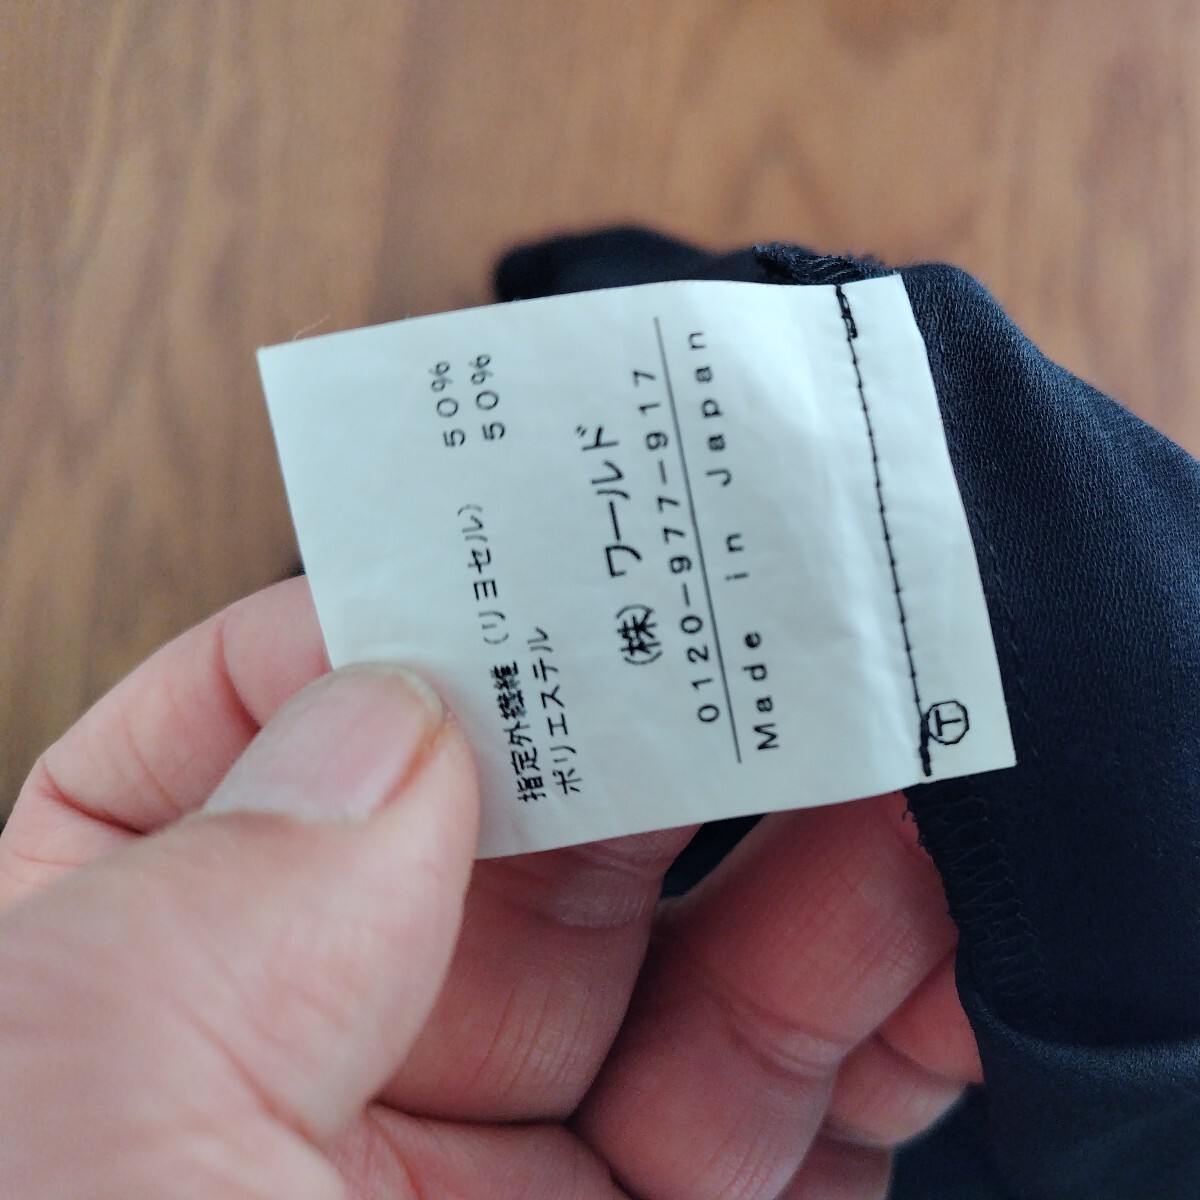 指定外繊維(リヨセル) 50%
ポリエステル 50%
(株)ワールド
0120-977-917
Made in Japan
T